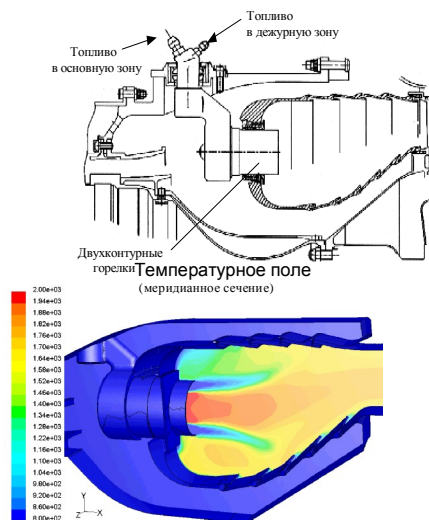 Топливо
в дежурную зону
Топливо
в основную зону
Двухконтурные
горелки
Температурное поле
(меридианное сечение)
2.00e+03
1.94e+03
1.88e+03
1.82e+03
1.76e+03
1.70e+03
1.64e+03
1.58e+03
1.52e+03
1.46e+03
1.40e+03
1.34e+03
1.28e+03
1.22e+03
1.16e+03
1.10e+03
1.04e+03
9.80e+02
9.20e+02
8.60e+02
8.00e+02
Y
Z X